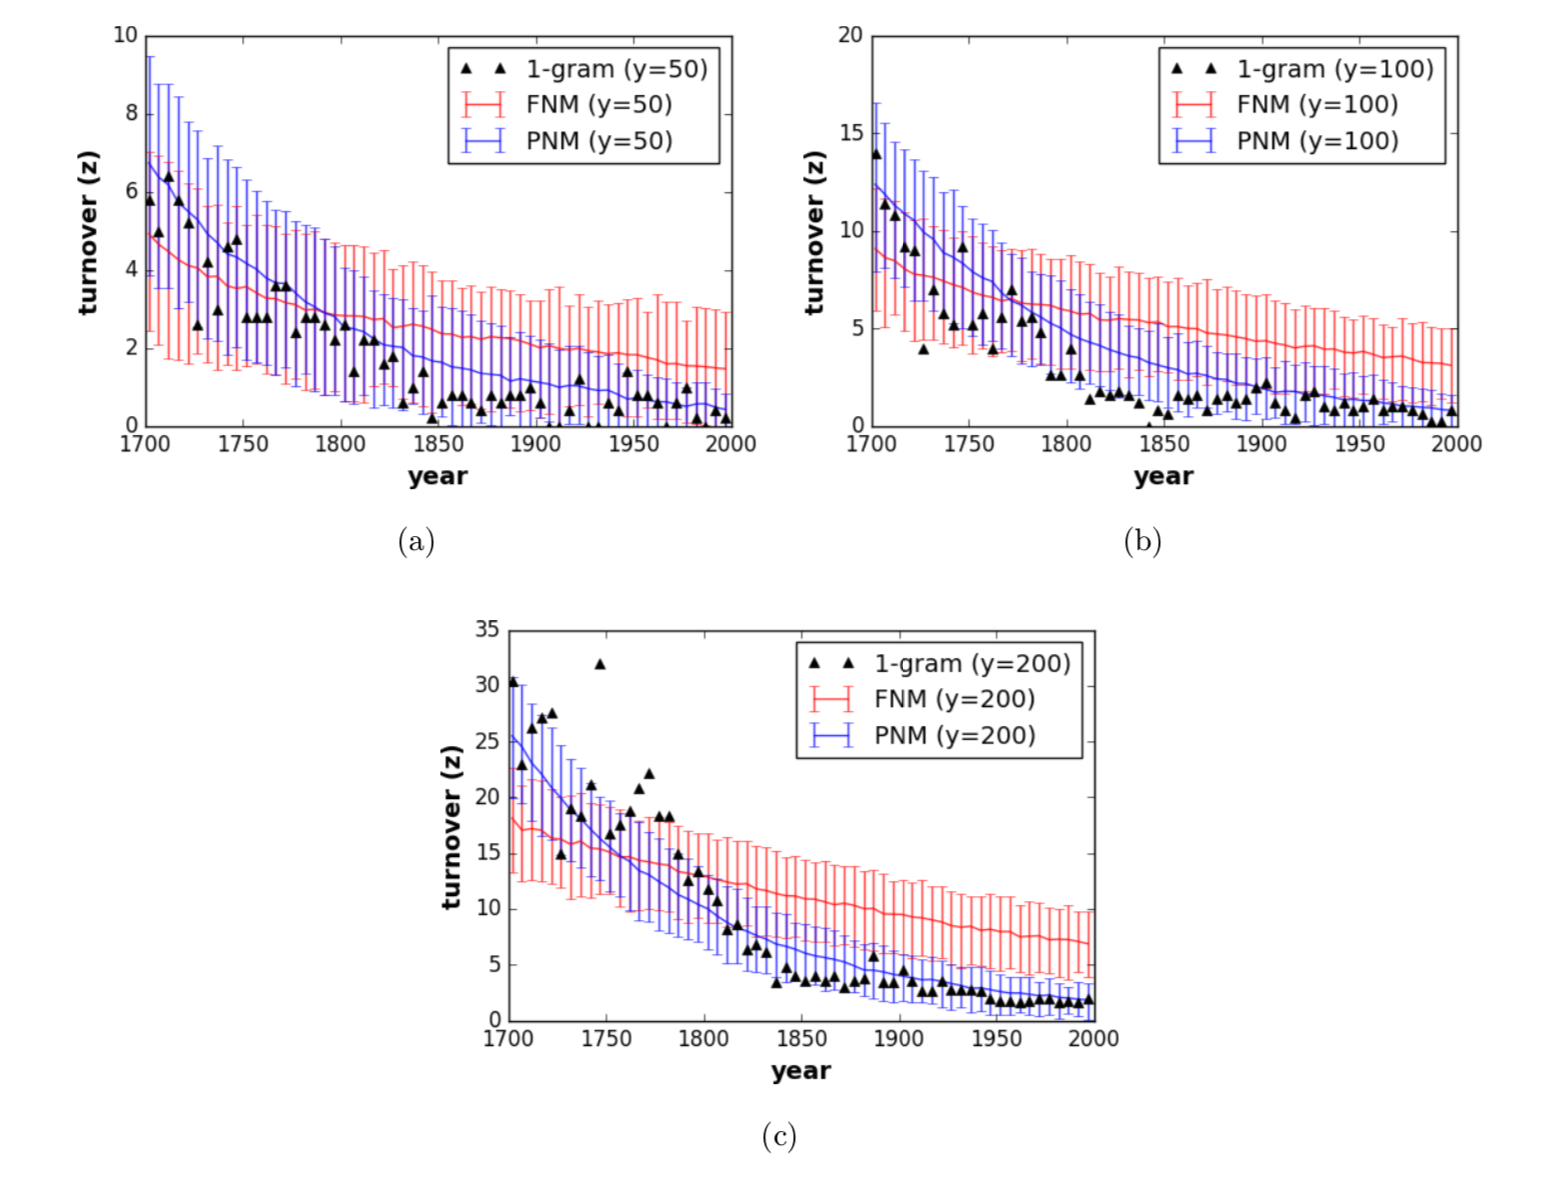 10
8
6
4
2
0
turnover (z)
1-gram (y=50)
FNM (y=50)
PNM (y=50)
1700 1750 1800 1850 1900 1950 2000
year
(a)
20
15
10
5
0
turnover (z)
1-gram (y=100)
FNM (y=100)
PNM (y=100)
1700 1750 1800 1850 1900 1950 2000
year
(b)
35
30
25
20
15
10
5
0
turnover (z)
1-gram (y=200)
FNM (y=200)
PNM (y=200)
1700 1750 1800 1850 1900 1950 2000
year
(c)